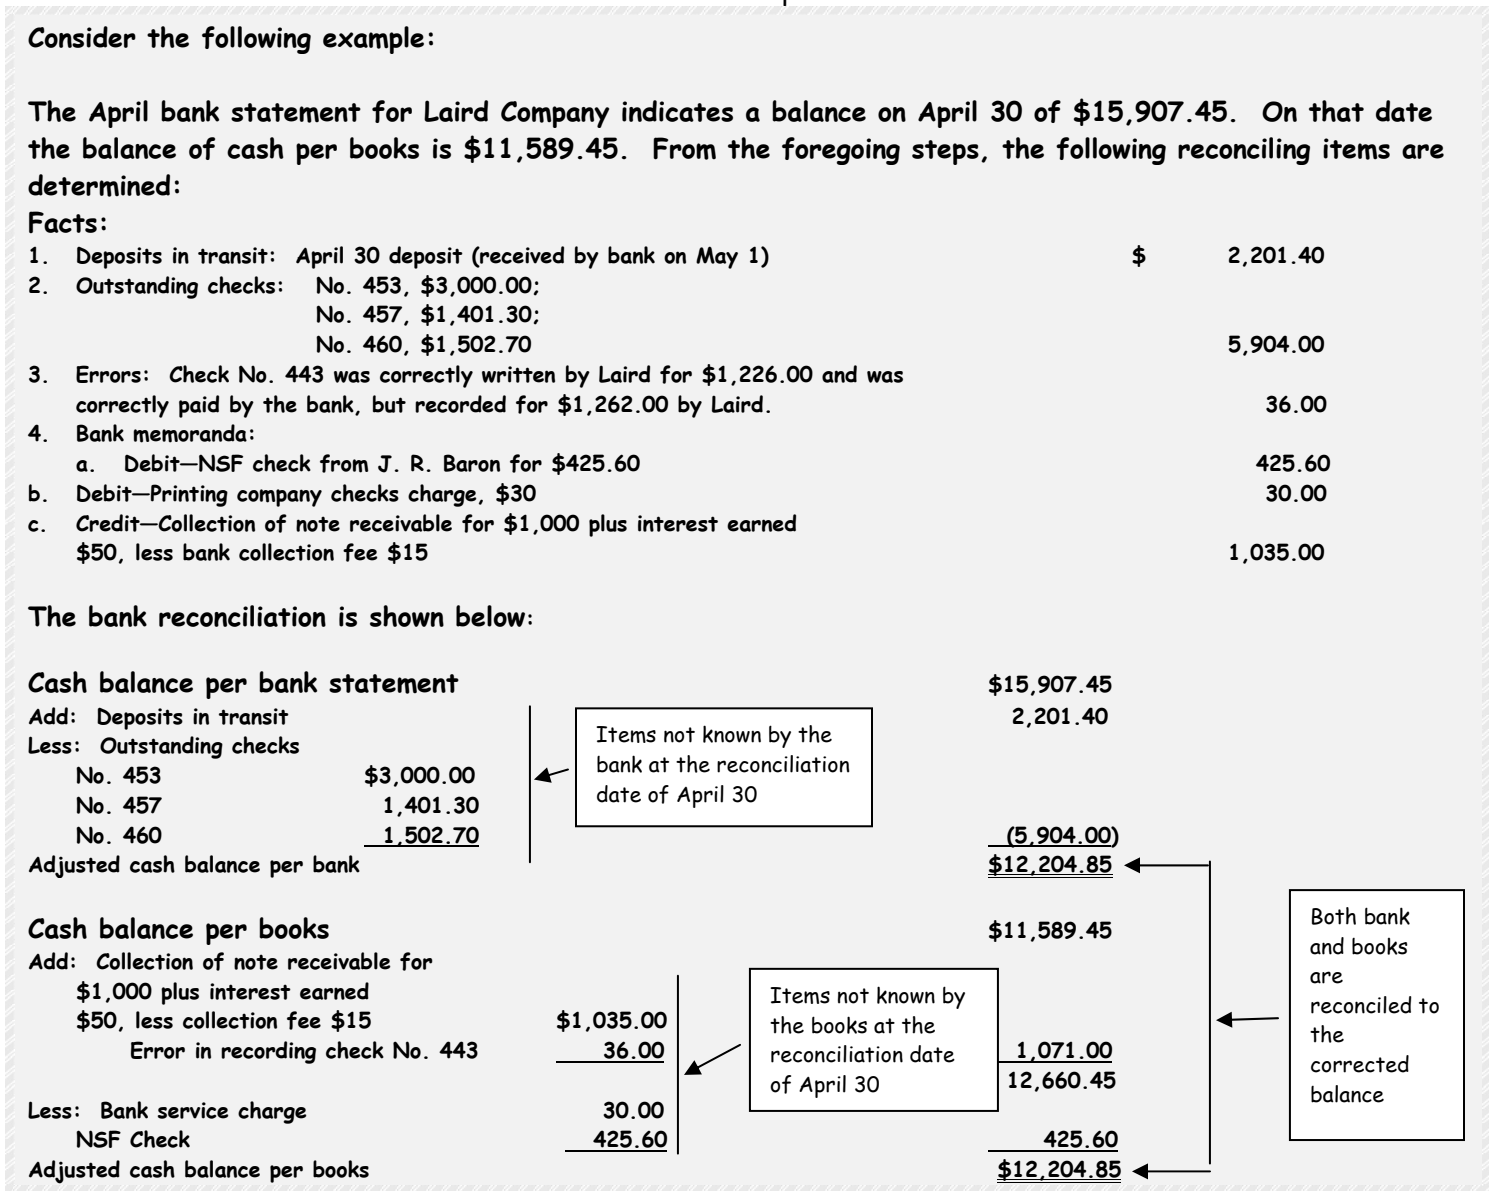 Consider the following example:
The April bank statement for Laird Company indicates a balance on April 30 of $15,907.45. On that date
the balance of cash per books is $11,589.45. From the foregoing steps, the following reconciling items are
determined:
Facts:
1. Deposits in transit: April 30 deposit (received by bank on May 1) $ 2,201.40
2. Outstanding checks: No. 453, $3,000.00;
No. 457, $1,401.30;
No. 460, $1,502.70 5,904.00
3. Errors: Check No. 443 was correctly written by Laird for $1,226.00 and was
correctly paid by the bank, but recorded for $1,262.00 by Laird. 36.00
4. Bank memoranda:
a. Debit—NSF check from J. R. Baron for $425.60 425.60
b. Debit—Printing company checks charge, $30 30.00
c. Credit—Collection of note receivable for $1,000 plus interest earned
$50, less bank collection fee $15 1,035.00
The bank reconciliation is shown below:
Cash balance per bank statement $15,907.45
Add: Deposits in transit 2,201.40
Less: Outstanding checks
No. 453 $3,000.00
No. 457 1,401.30
No. 460 1,502.70 (5,904.00)
Adjusted cash balance per bank $12,204.85
Items not known by the
bank at the reconciliation
date of April 30
Cash balance per books $11,589.45
Add: Collection of note receivable for
$1,000 plus interest earned
$50, less collection fee $15 $1,035.00
Error in recording check No. 443 36.00 1,071.00
12,660.45
Less: Bank service charge 30.00
NSF Check 425.60 425.60
Adjusted cash balance per books $12,204.85
Items not known by
the books at the
reconciliation date
of April 30
Both bank
and books
are
reconciled to
the
corrected
balance